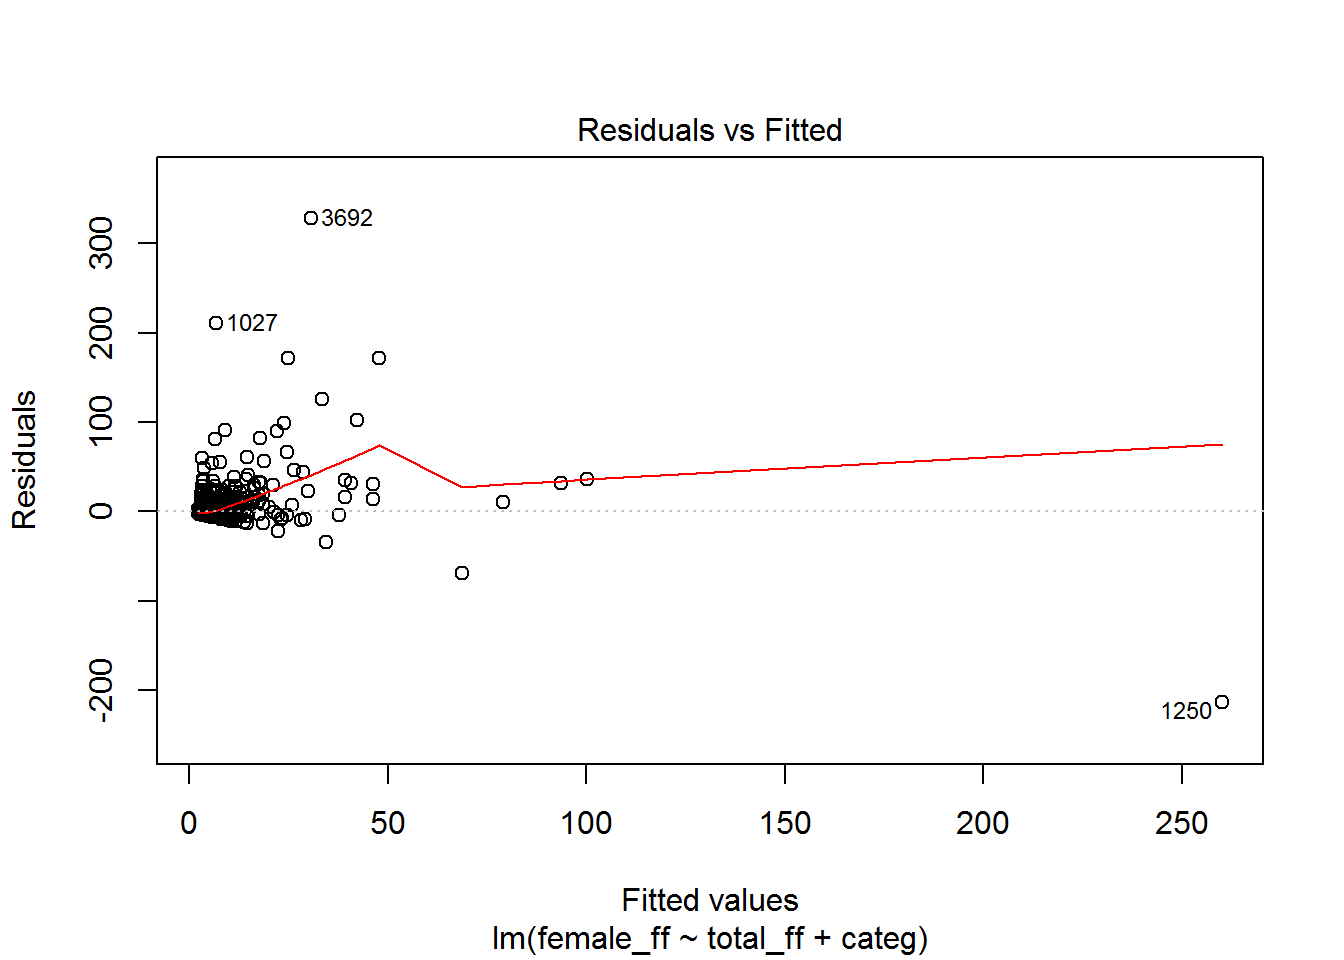 Residuals vs Fitted
300
200
100
0
-200
Residuals
3692
1027
1250
0 50 100 150 200 250
Fitted values
lm(female_ff ~ total_ff + categ)